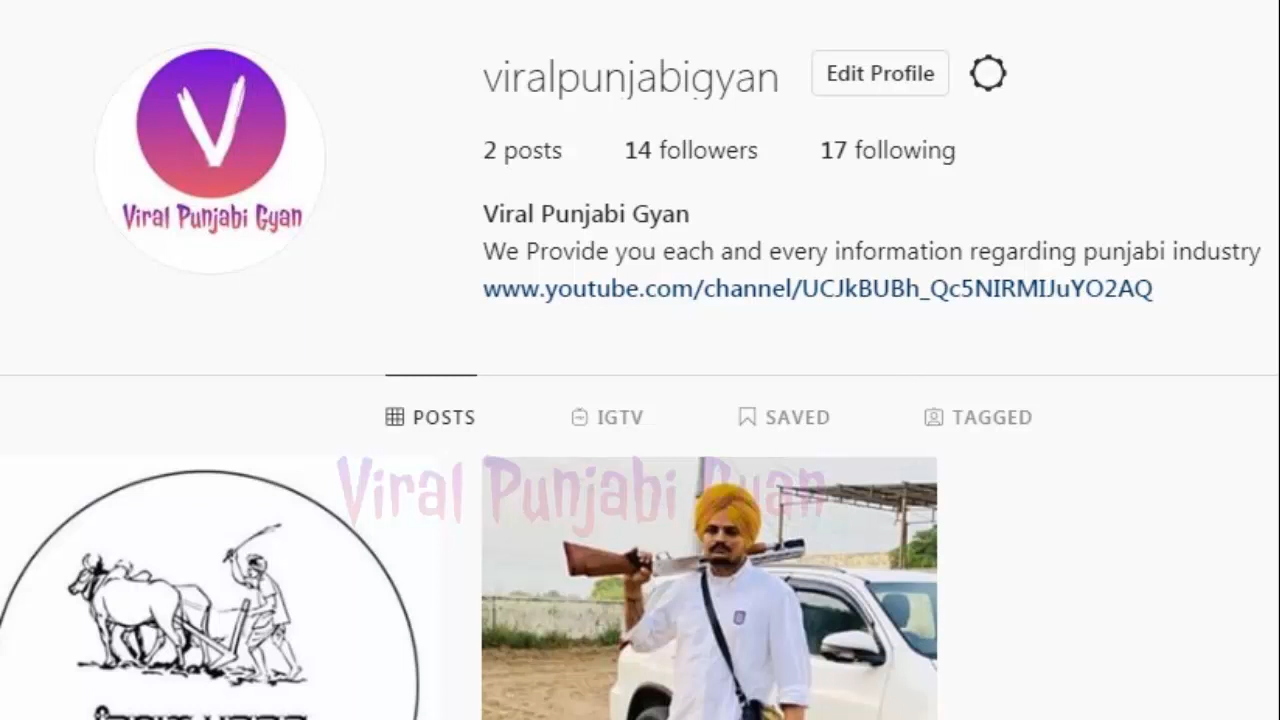 viralpunjabigyan Edit Profile
2 posts 14 followers 17 following
V
Viral Punjabi Gyan
Viral Punjabi Gyan
We Provide you each and every information regarding punjabi industry
www.youtube.com/channel/UCJkBUBh_Qc5NIRMIJuYO2AQ
POSTS IGTV SAVED TAGGED
Viral Punjabi Gyan